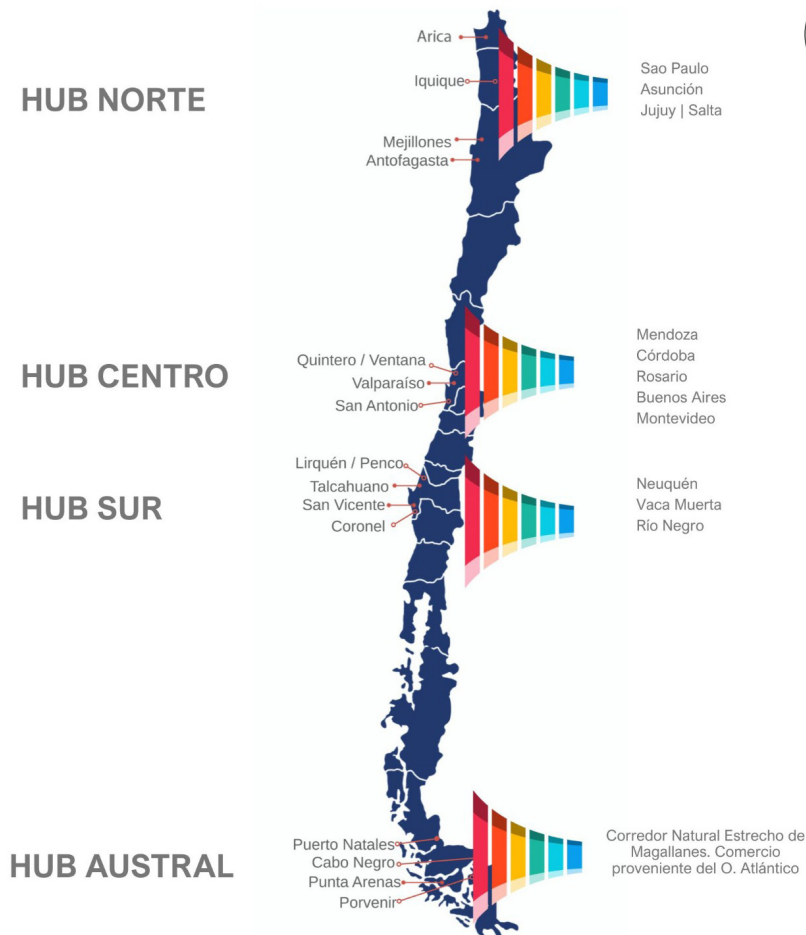 HUB NORTE
Arica
Iquique
Mejillones
Antofagasta
Sao Paulo
Asunción
Jujuy | Salta
HUB CENTRO
Quintero / Ventana
Valparaíso
San Antonio
Mendoza
Córdoba
Rosario
Buenos Aires
Montevideo
HUB SUR
Lirquén / Penco
Talcahuano
San Vicente
Coronel
Neuquén
Vaca Muerta
Río Negro
HUB AUSTRAL
Puerto Natales
Cabo Negro
Punta Arenas
Porvenir
Corredor Natural Estrecho de
Magallanes. Comercio
proveniente del O. Atlántico